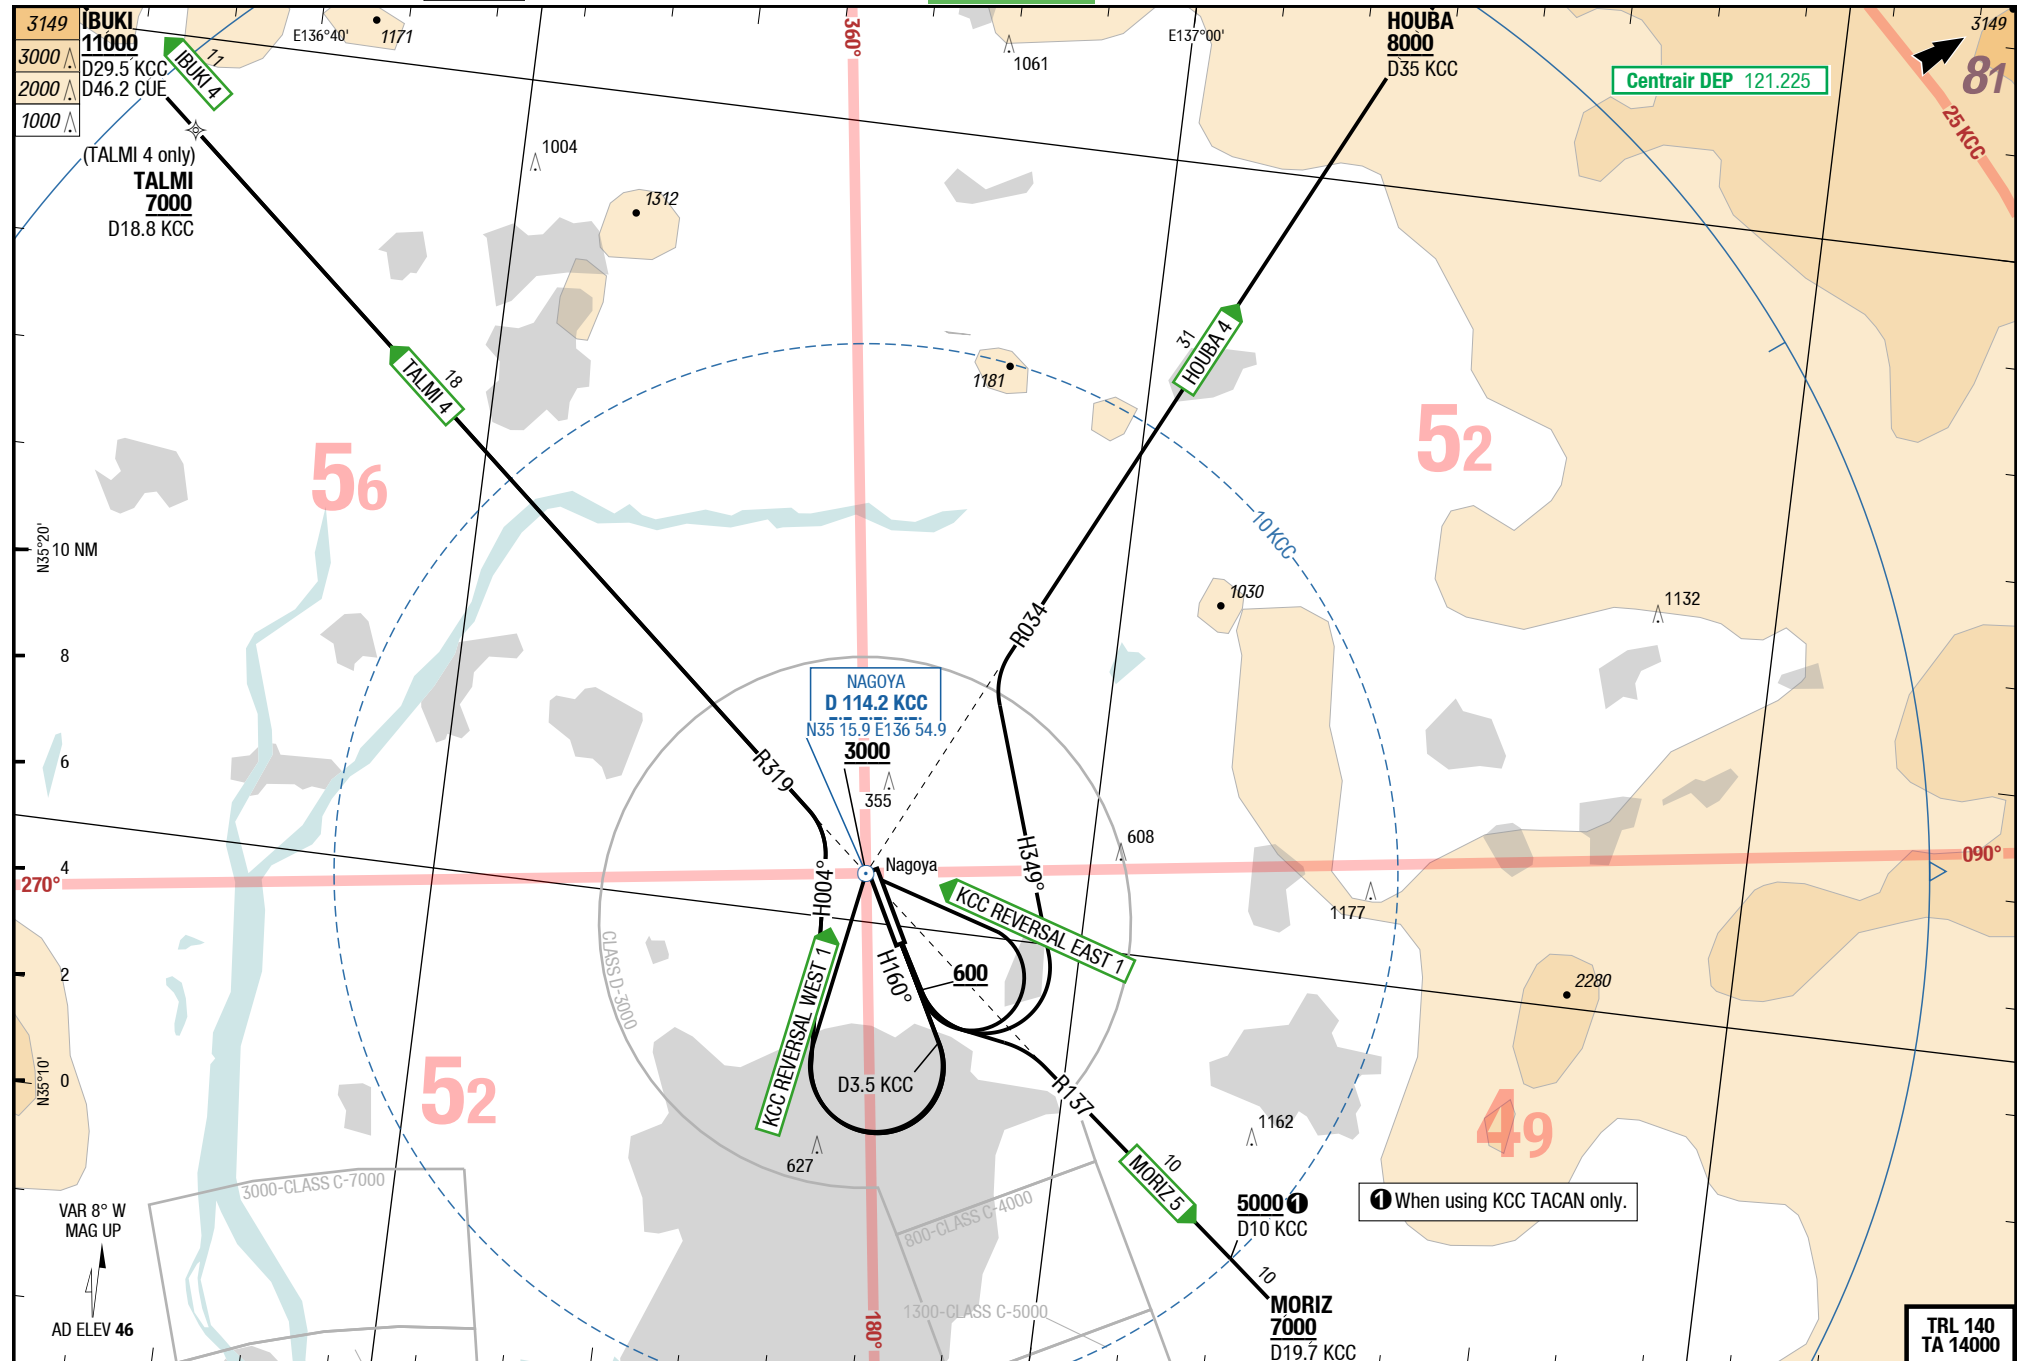 3149
3000
2000
1000
IBUKI
11000
D29.5 KCC
D46.2 CUE
11
IBUKI 4
(TALMI 4 only)
TALMI
7000
D18.8 KCC
E136°40'
1171
360°
1061
E137°00'
HOUBA
8000
D35 KCC
Centrair DEP 121.225
3149
81
25 KCC
1004
1312
18
TALMI 4
1181
31
HOUBA 4
56
52
10 KCC
N35°20'
10 NM
8
6
4
2
0
N35°10'
R034
1030
1132
NAGOYA
D 114.2 KCC
N35 15.9 E136 54.9
3000
355
R319
608
H349°
Nagoya
270°
090°
H004°
KCC REVERSAL EAST 1
1177
CLASS D-3000
H160°
600
KCC REVERSAL WEST 1
2280
D3.5 KCC
52
R137
49
627
1162
10
MORIZ 5
3000-CLASS C-7000
800-CLASS C-4000
1300-CLASS C-5000
5000 1
D10 KCC
1 When using KCC TACAN only.
VAR 8° W
MAG UP
AD ELEV 46
10
MORIZ
7000
D19.7 KCC
180°
TRL 140
TA 14000